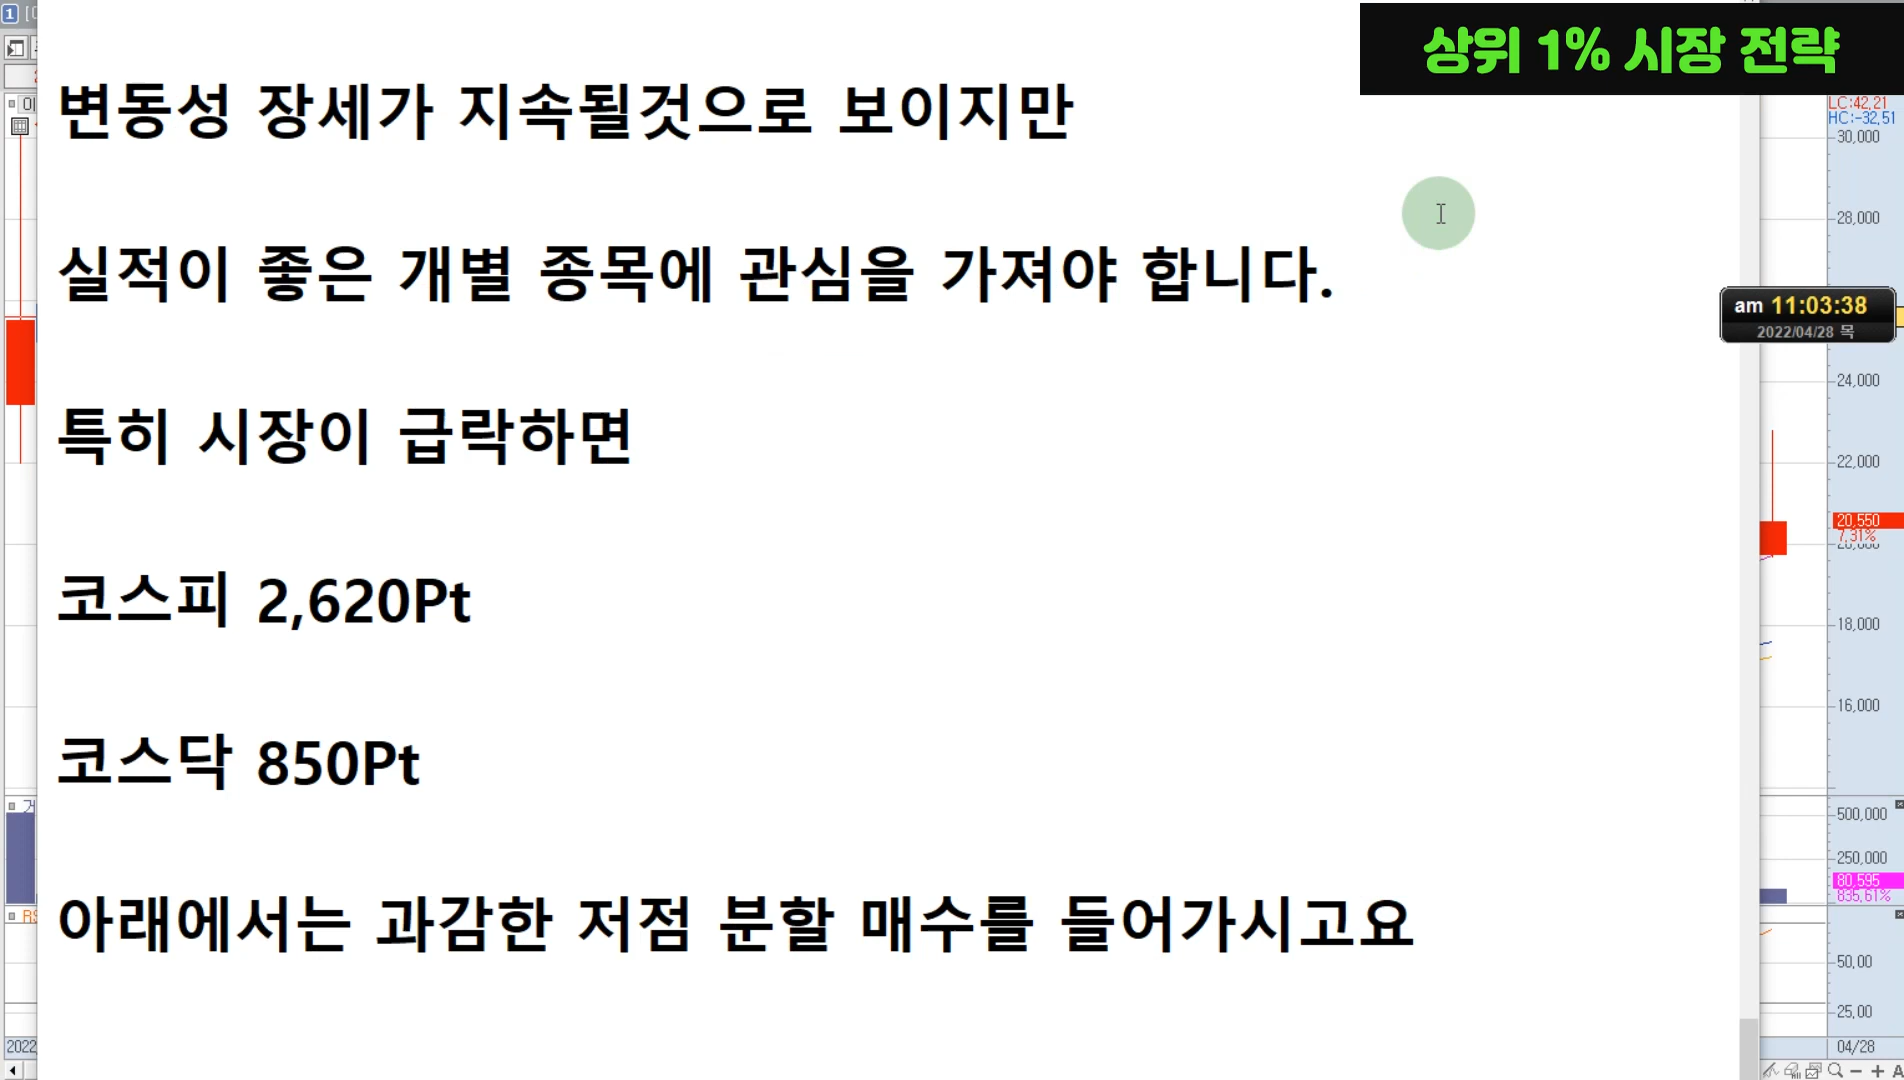 상위 1% 시장 전략
변동성 장세가 지속될것으로 보이지만
실적이 좋은 개별 종목에 관심을 가져야 합니다.
특히 시장이 급락하면
코스피 2,620Pt
코스닥 850Pt
아래에서는 과감한 저점 분할 매수를 들어가시고요
am 11:03:38
2022/04/28 목
LC:42,21
HC:-32,51
30,000
28,000
24,000
22,000
20,550
7,31%
18,000
16,000
500,000
250,000
80,595
835,61%
50,00
25,00
2022
04/28
1